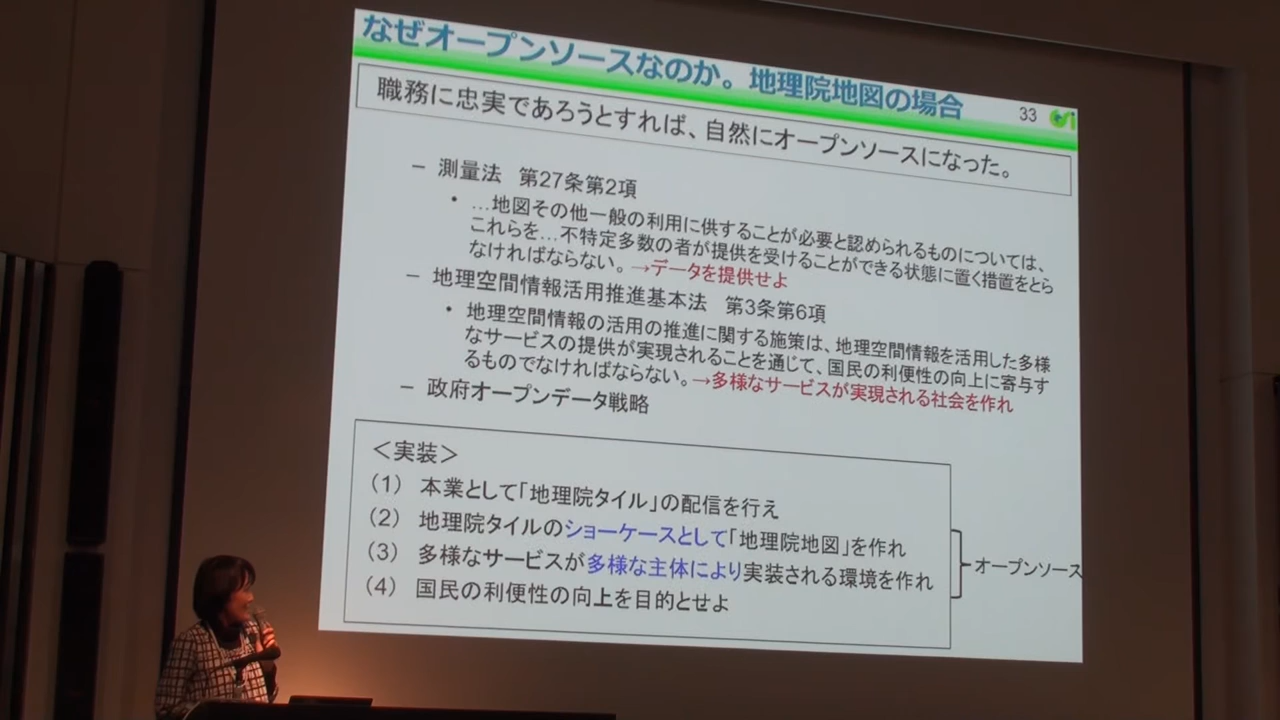 なぜオープンソースなのか。地理院地図の場合
33
職務に忠実であろうとすれば、自然にオープンソースになった。
– 測量法　第27条第2項
• …地図その他一般の利用に供することが必要と認められるものについては、
これらを…不特定多数の者が提供を受けることができる状態に置く措置をとら
なければならない。→データを提供せよ
– 地理空間情報活用推進基本法　第3条第6項
• 地理空間情報の活用の推進に関する施策は、地理空間情報を活用した多様
なサービスの提供が実現されることを通じて、国民の利便性の向上に寄与す
るものでなければならない。→多様なサービスが実現される社会を作れ
– 政府オープンデータ戦略
＜実装＞
(1)　本業として「地理院タイル」の配信を行え
(2)　地理院タイルのショーケースとして「地理院地図」を作れ
(3)　多様なサービスが多様な主体により実装される環境を作れ
(4)　国民の利便性の向上を目的とせよ
オープンソース